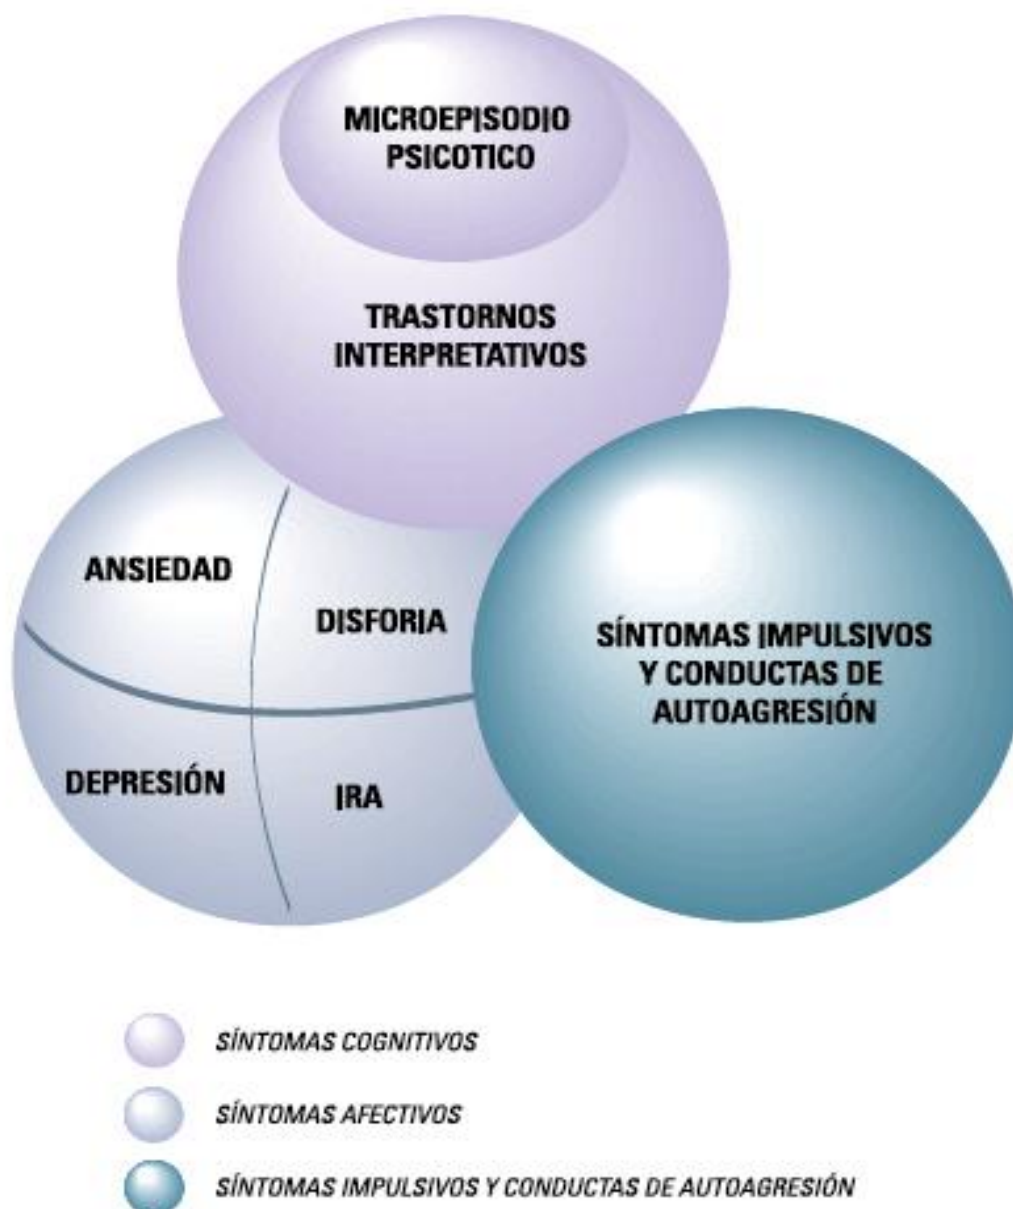 MICROEPISODIO
PSICOTICO
TRASTORNOS
INTERPRETATIVOS
ANSIEDAD
DISFORIA
DEPRESIÓN
IRA
SÍNTOMAS IMPULSIVOS
Y CONDUCTAS DE
AUTOAGRESIÓN
SÍNTOMAS COGNITIVOS
SÍNTOMAS AFECTIVOS
SÍNTOMAS IMPULSIVOS Y CONDUCTAS DE AUTOAGRESIÓN